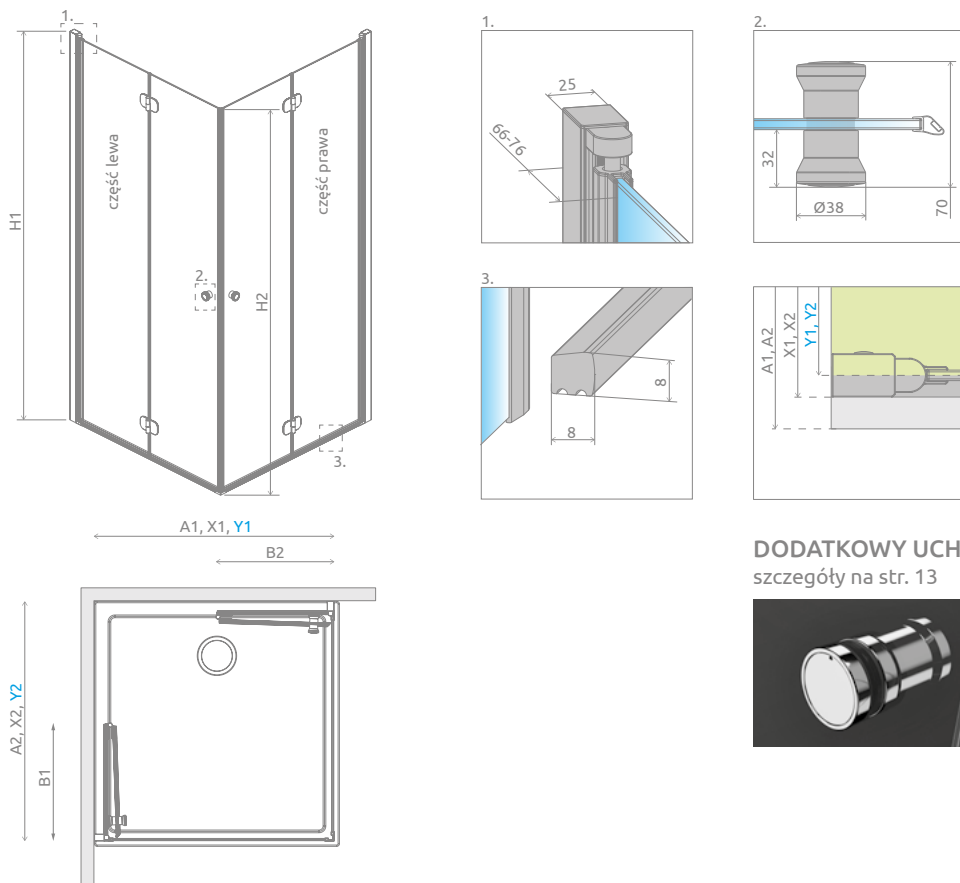 1.
H1
część lewa
część prawa
2.
H2
3.
A1, X1, Y1
B2
A2, X2, Y2
B1
1.
25
66-76
2.
32
Ø38
70
3.
8
8
A1, A2
X1, X2
Y1, Y2
DODATKOWY UCH
szczegóły na str. 13